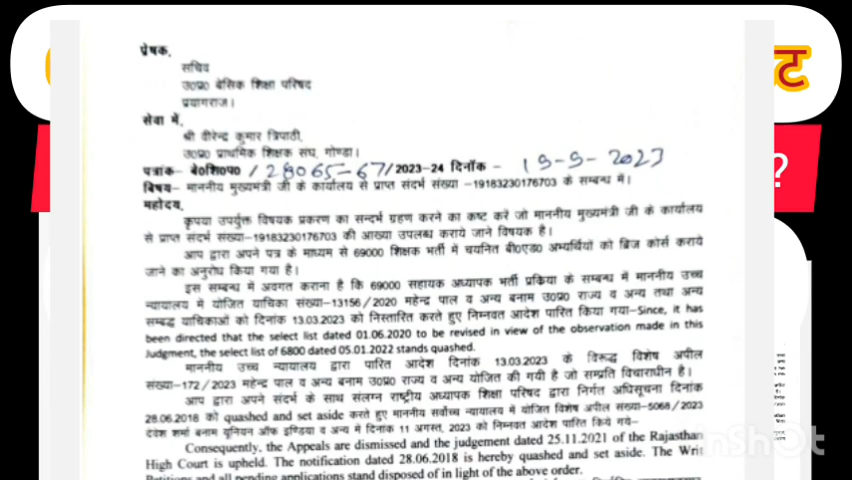 ट
?
प्रेषक,
सचिव
उ0प्र0 बेसिक शिक्षा परिषद
प्रयागराज।
सेवा में,
श्री वीरेन्द्र कुमार त्रिपाठी,
उ0प्र0 प्राथमिक शिक्षक संघ, गोण्डा।
पत्रांक- बे0शि0प0 / 28065-67/2023-24 दिनाँक - 19-9-2023
विषय- माननीय मुख्यमंत्री जी के कार्यालय से प्राप्त संदर्भ संख्या -19183230176703 के सम्बन्ध में।
महोदय,
कृपया उपर्युक्त विषयक प्रकरण का सन्दर्भ ग्रहण करने का कष्ट करें जो माननीय मुख्यमंत्री जी के कार्यालय
से प्राप्त संदर्भ संख्या-19183230176703 की आख्या उपलब्ध कराये जाने विषयक है।
आप द्वारा अपने पत्र के माध्यम से 69000 शिक्षक भर्ती में चयनित बी0एड0 अभ्यर्थियों को ब्रिज कोर्स कराये
जाने का अनुरोध किया गया है।
इस सम्बन्ध में अवगत कराना है कि 69000 सहायक अध्यापक भर्ती प्रकिया के सम्बन्ध में माननीय उच्च
न्यायालय में योजित याचिका संख्या-13156/2020 महेन्द्र पाल व अन्य बनाम उ0प्र0 राज्य व अन्य तथा अन्य
सम्बद्ध याचिकाओं को दिनांक 13.03.2023 को निस्तारित करते हुए निम्नवत आदेश पारित किया गया-Since, it has
been directed that the select list dated 01.06.2020 to be revised in view of the observation made in this
Judgment, the select list of 6800 dated 05.01.2022 stands quashed.
माननीय उच्च न्यायालय द्वारा पारित आदेश दिनांक 13.03.2023 के विरूद्ध विशेष अपील
संख्या-172/2023 महेन्द्र पाल व अन्य बनाम उ0प्र0 राज्य व अन्य योजित की गयी है जो सम्प्रति विचाराधीन है।
आप द्वारा अपने संदर्भ के साथ संलग्न राष्ट्रीय अध्यापक शिक्षा परिषद द्वारा निर्गत अधिसूचना दिनांक
28.06.2018 को quashed and set aside करते हुए माननीय सर्वोच्च न्यायालय में योजित विशेष अपील संख्या-5068/2023
देवेश शर्मा बनाम यूनियन ऑफ इण्डिया व अन्य में दिनांक 11 अगस्त, 2023 को निम्नवत आदेश पारित किये गये-
Consequently, the Appeals are dismissed and the judgement dated 25.11.2021 of the Rajasthan
High Court is upheld. The notification dated 28.06.2018 is hereby quashed and set aside. The Writ
Petitions and all pending applications stand disposed of in light of the above order.
InShOt